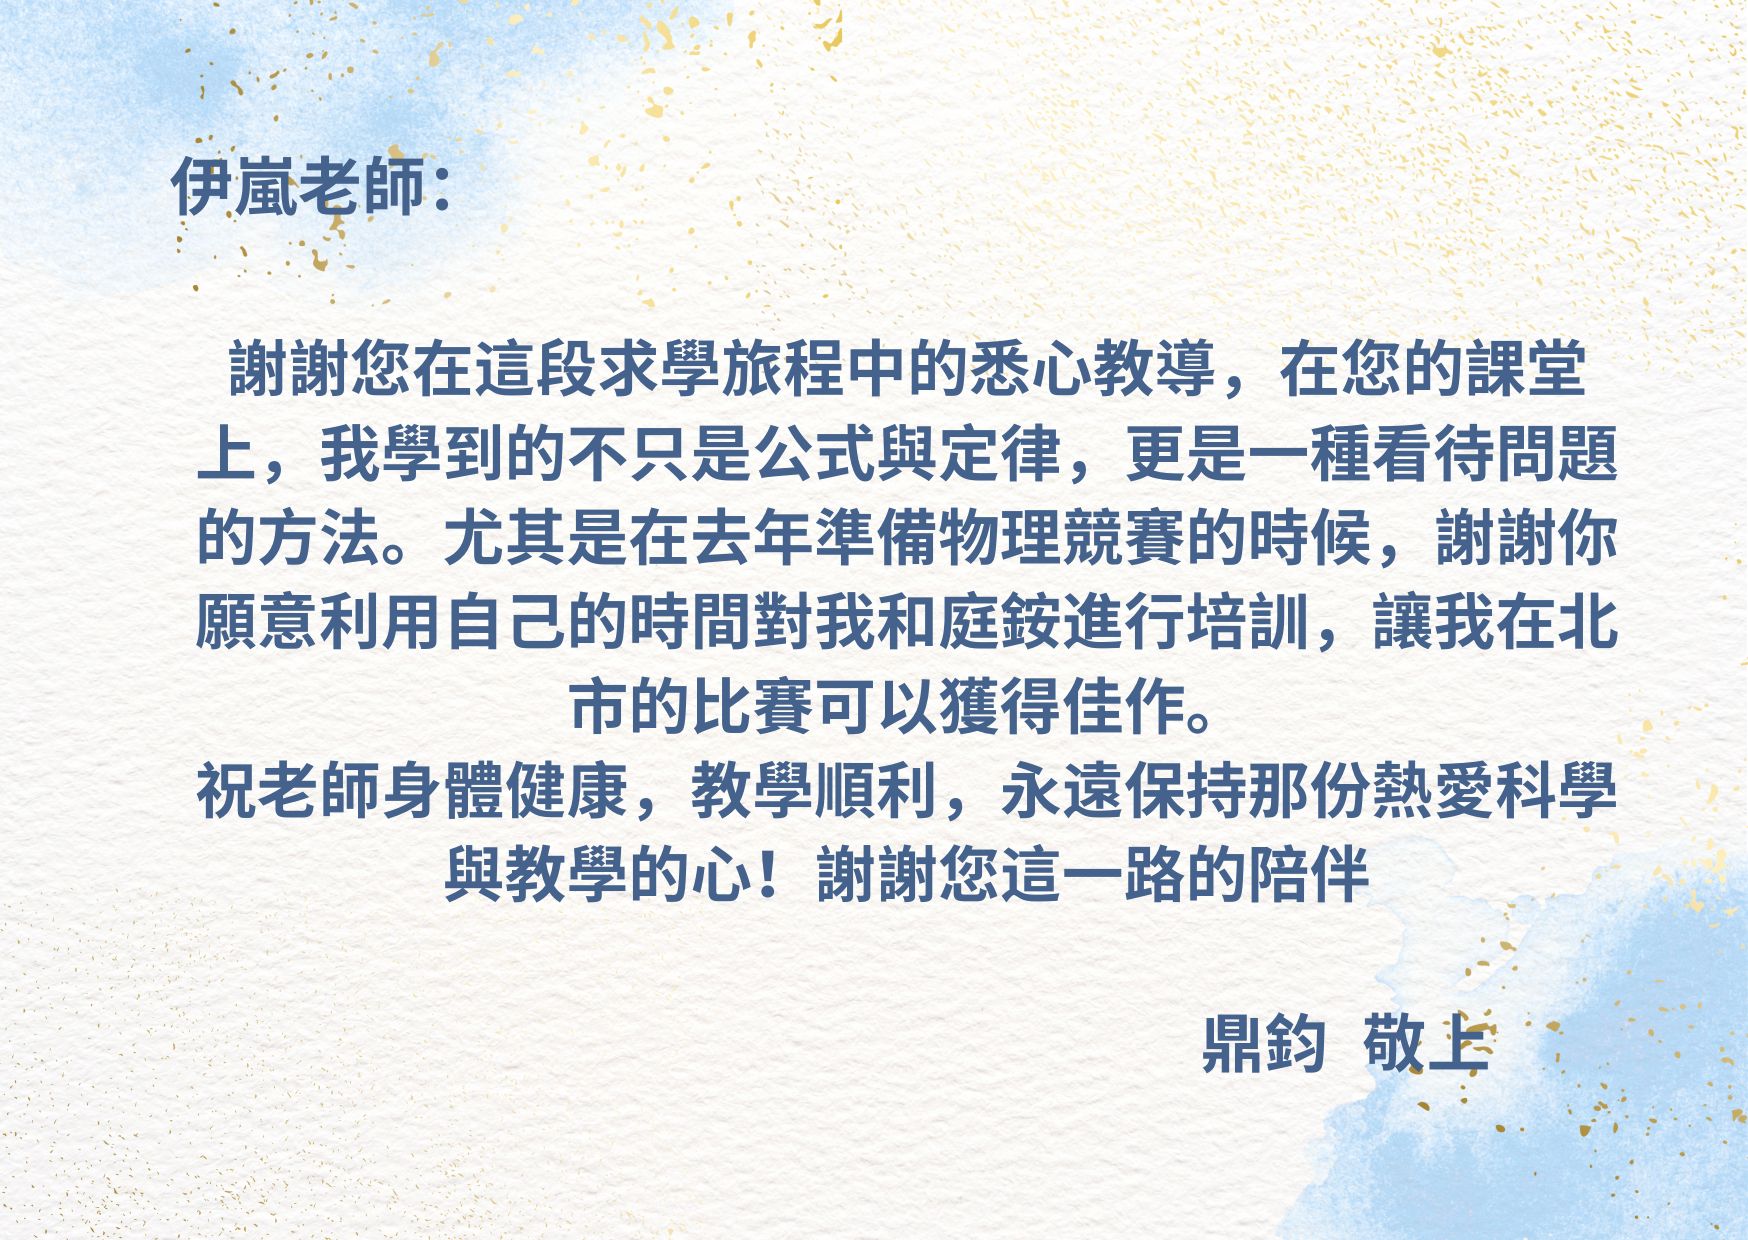 伊嵐老師：
謝謝您在這段求學旅程中的悉心教導，在您的課堂
上，我學到的不只是公式與定律，更是一種看待問題
的方法。尤其是在去年準備物理競賽的時候，謝謝你
願意利用自己的時間對我和庭銨進行培訓，讓我在北
市的比賽可以獲得佳作。
祝老師身體健康，教學順利，永遠保持那份熱愛科學
與教學的心！謝謝您這一路的陪伴
鼎鈞 敬上